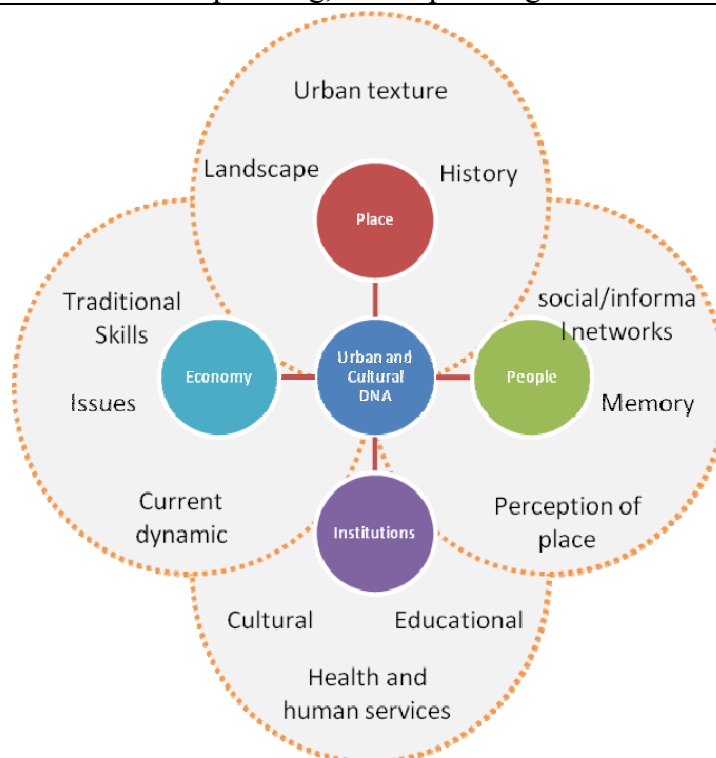 Urban texture
Landscape
History
Place
Traditional
Skills
social/informa
l networks
Economy
Urban and
Cultural
DNA
People
Issues
Memory
Current
dynamic
Perception of
place
Institutions
Cultural
Educational
Health and
human services